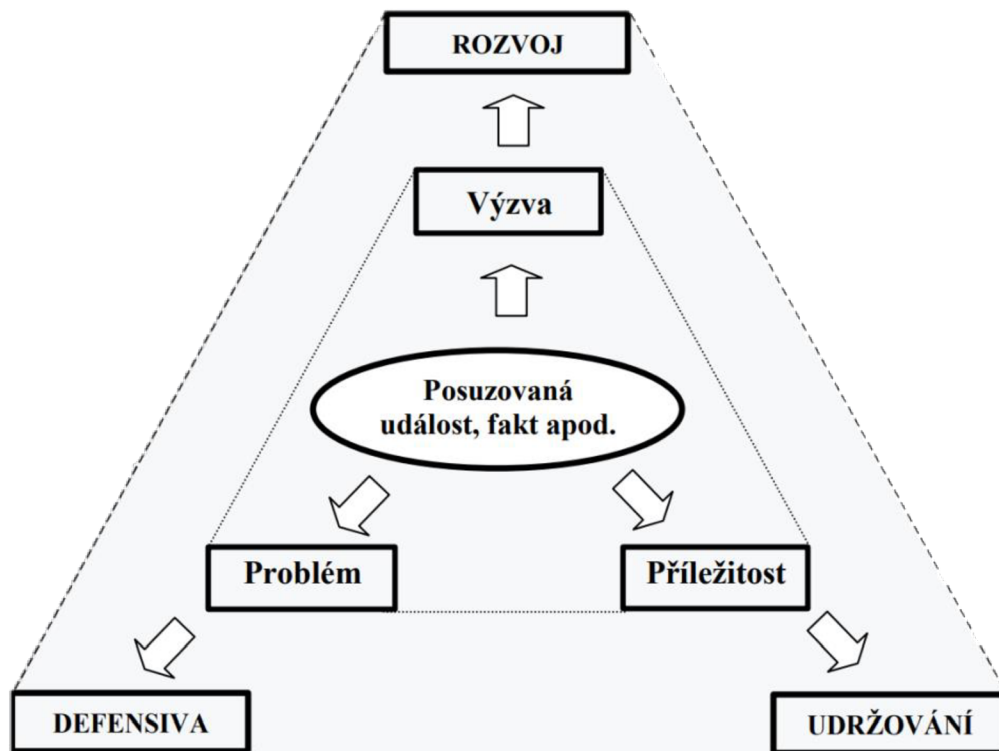 ROZVOJ
Výzva
Posuzovaná
událost, fakt apod.
Problém
Příležitost
DEFENSIVA
UDRŽOVÁNÍ